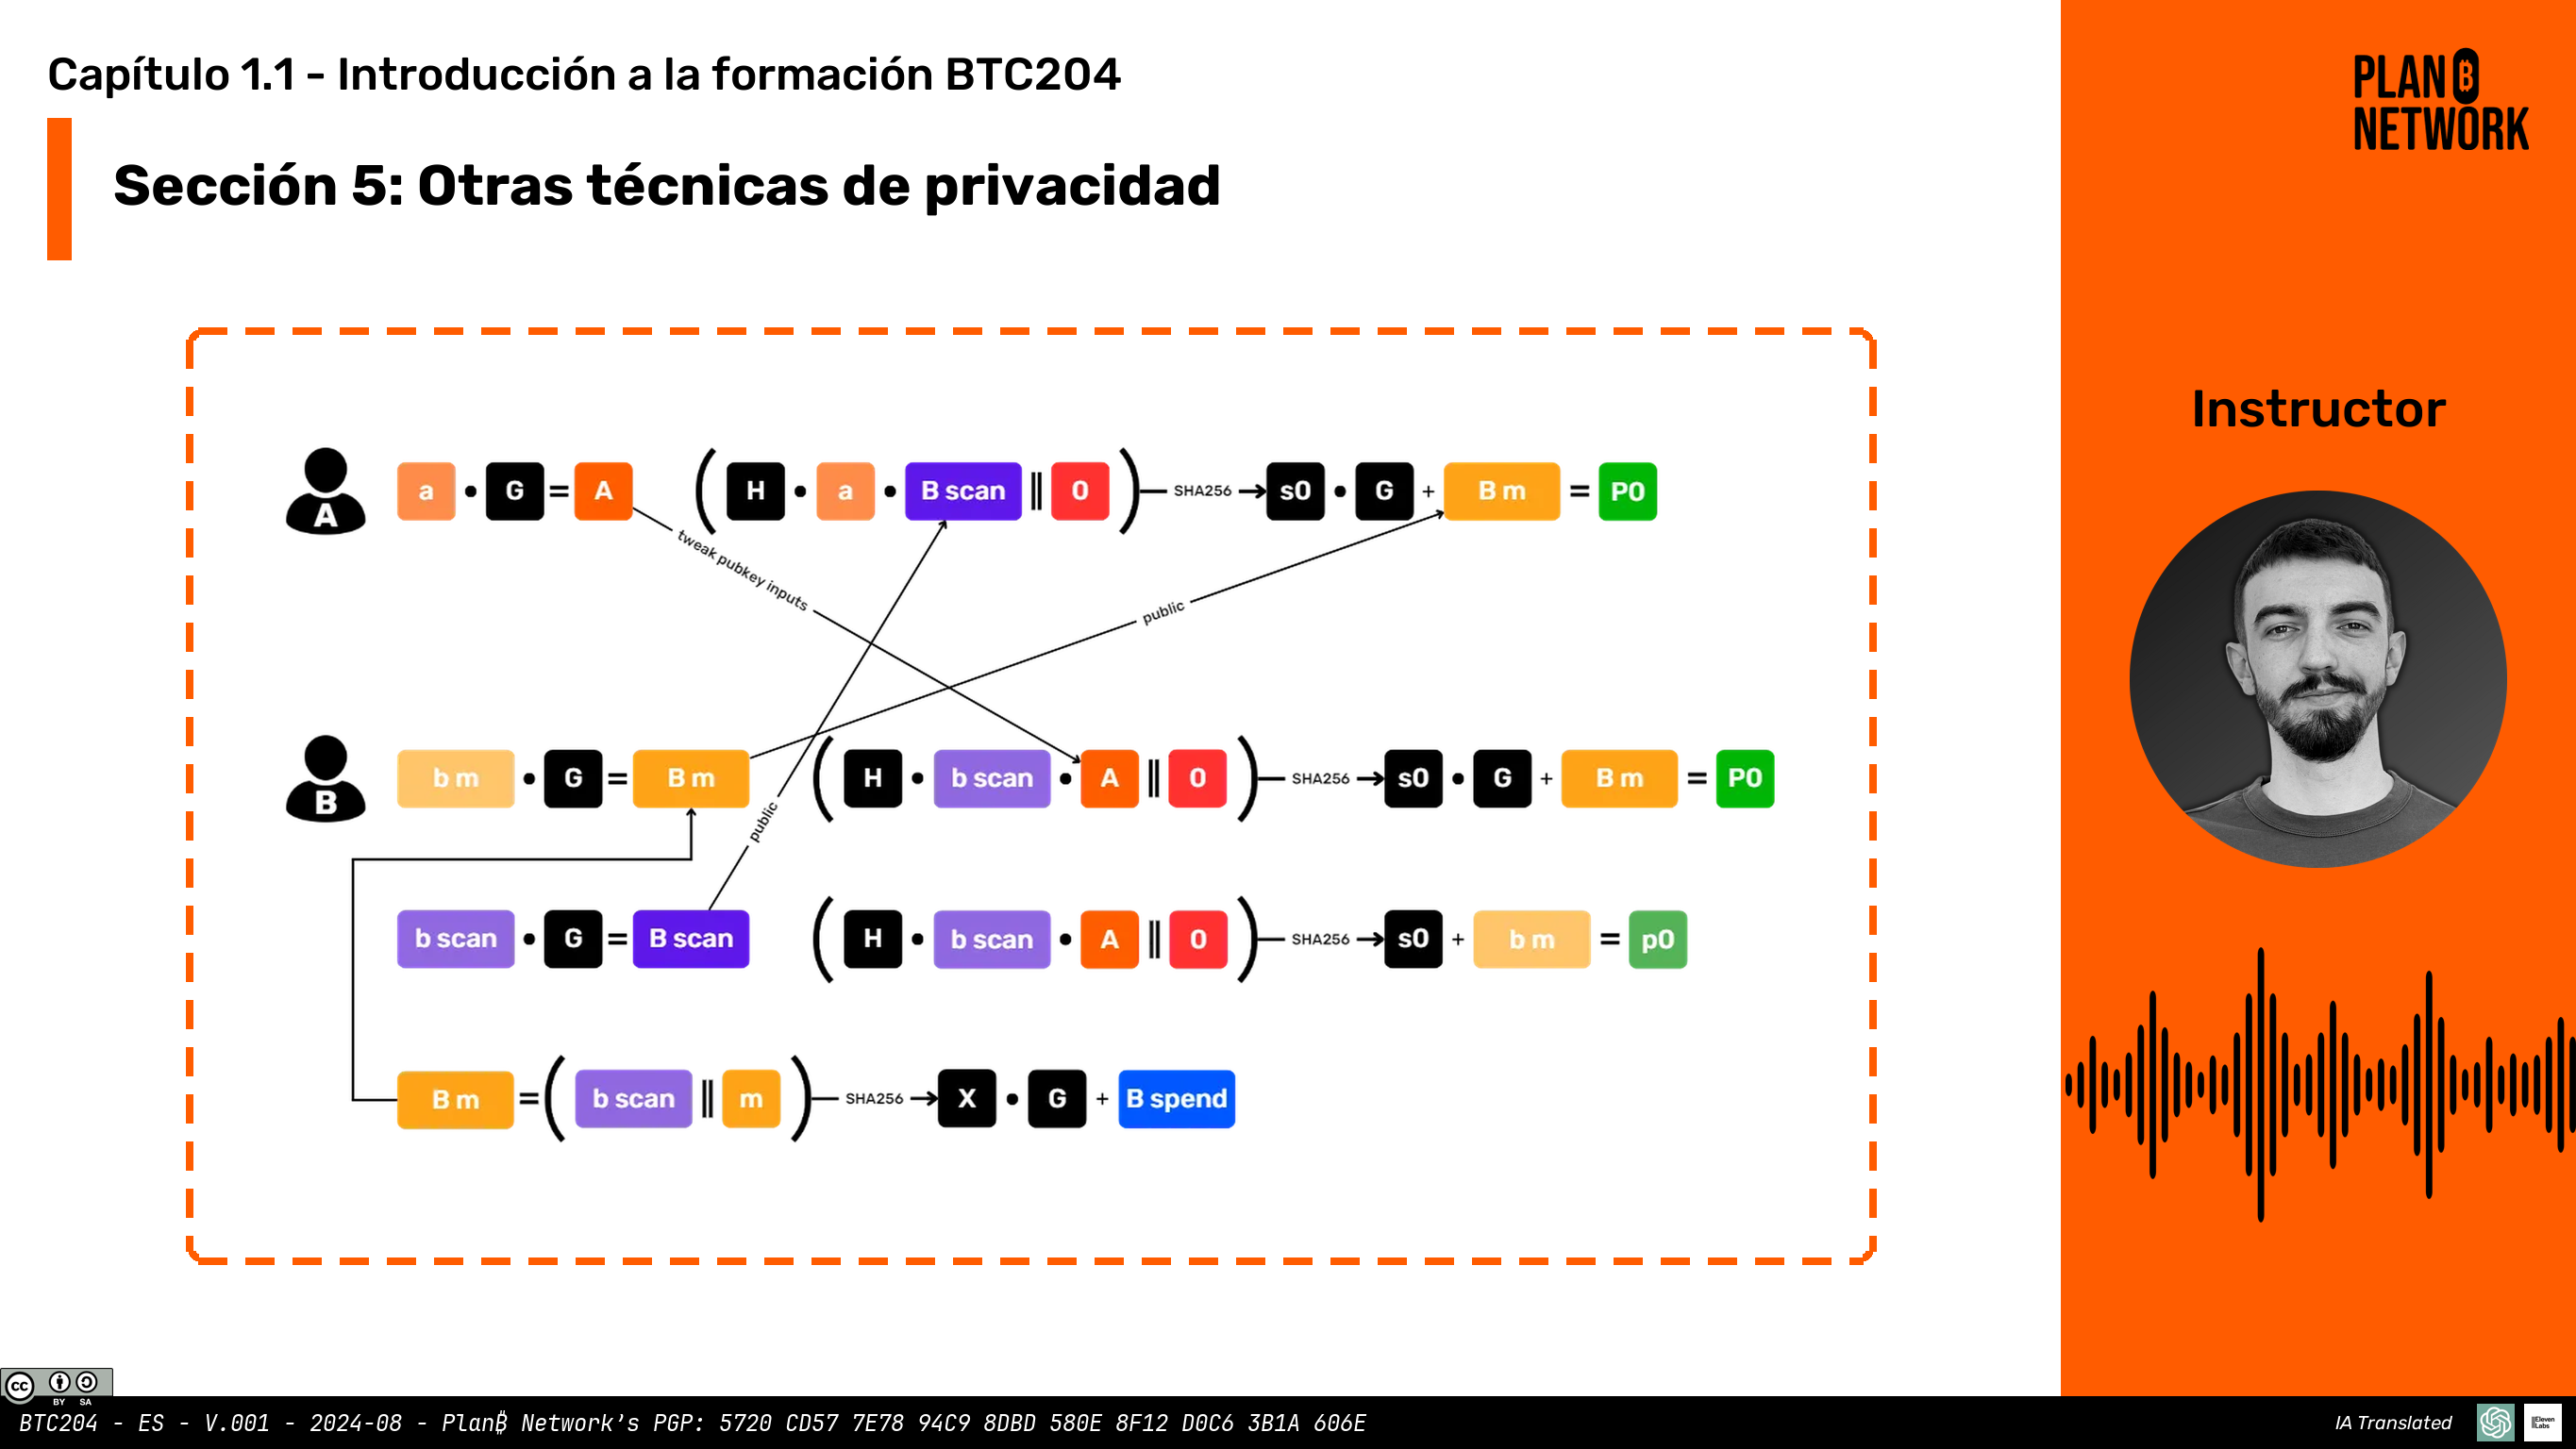 Capítulo 1.1 - Introducción a la formación BTC204
Sección 5: Otras técnicas de privacidad
PLAN ₿
NETWORK
Instructor
A a • G = A ( H • a • B scan || 0 ) SHA256 → s0 • G + B m = P0
tweak pubkey inputs
public
B b m • G = B m ( H • b scan • A || 0 ) SHA256 → s0 • G + B m = P0
public
b scan • G = B scan ( H • b scan • A || 0 ) SHA256 → s0 + b m = p0
B m = ( b scan || m ) SHA256 → X • G + B spend
cc BY SA
BTC204 - ES - V.001 - 2024-08 - Plan₿ Network's PGP: 5720 CD57 7E78 94C9 8DBD 580E 8F12 D0C6 3B1A 606E
IA Translated
ElevenLabs